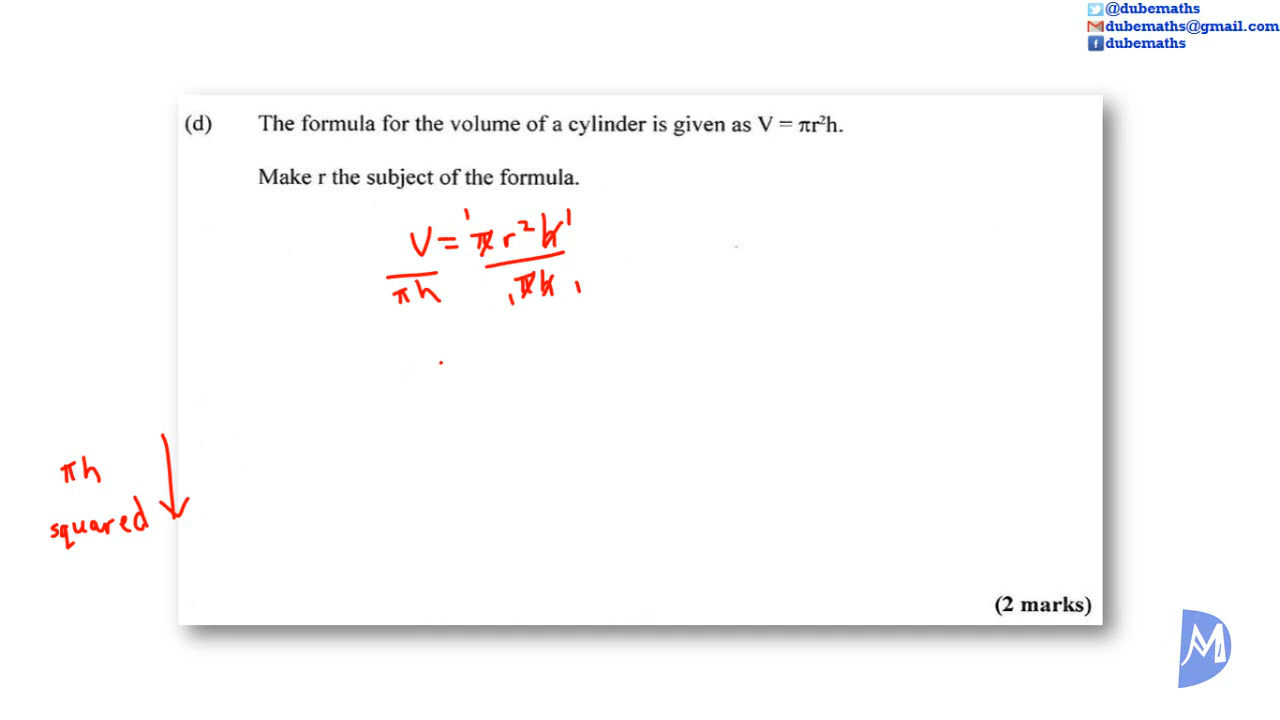 @dubemaths
dubemaths@gmail.com
dubemaths
(d) The formula for the volume of a cylinder is given as V = πr²h.
Make r the subject of the formula.
V = πr²h
πh πh
πh
squared
(2 marks)
M